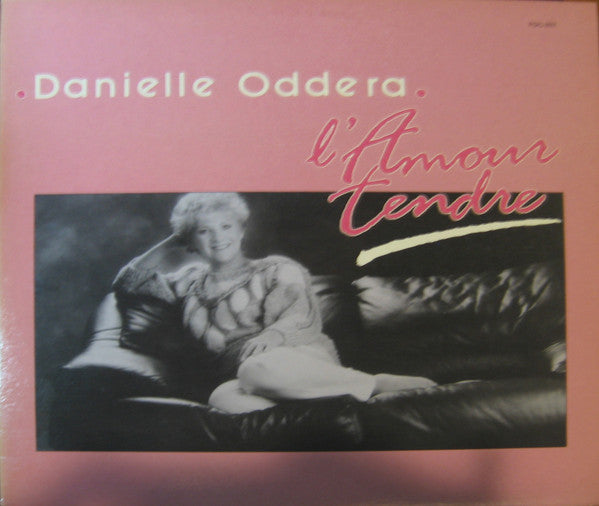 •Danielle Oddera•
l'Amour
tendre